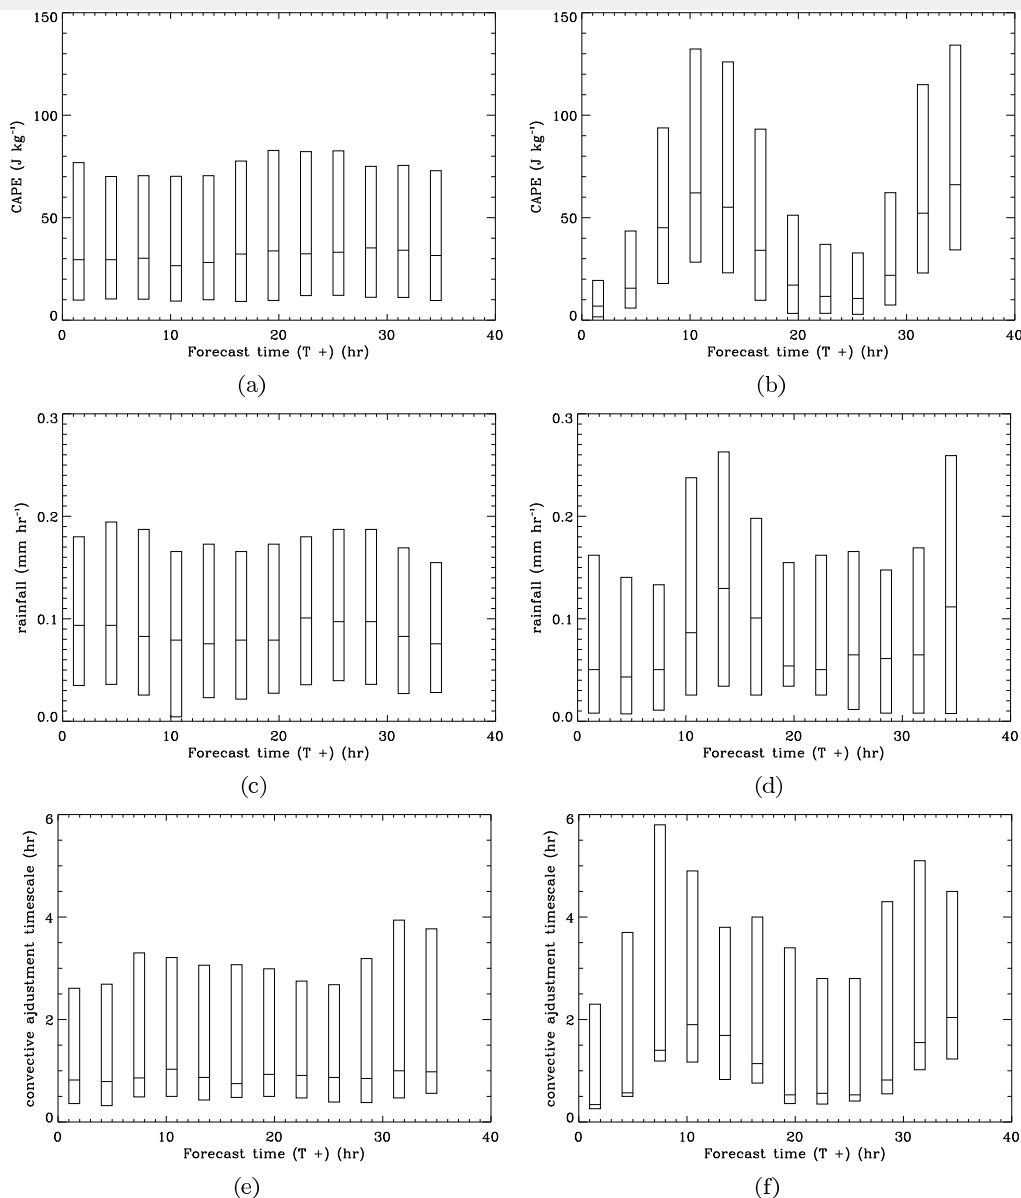 150
100
50
0
CAPE (J kg⁻¹)
0 10 20 30 40
Forecast time (T +) (hr)
(a)
150
100
50
0
CAPE (J kg⁻¹)
0 10 20 30 40
Forecast time (T +) (hr)
(b)
0.3
0.2
0.1
0.0
rainfall (mm hr⁻¹)
0 10 20 30 40
Forecast time (T +) (hr)
(c)
0.3
0.2
0.1
0.0
rainfall (mm hr⁻¹)
0 10 20 30 40
Forecast time (T +) (hr)
(d)
6
4
2
0
convective ajdustment timescale (hr)
0 10 20 30 40
Forecast time (T +) (hr)
(e)
6
4
2
0
convective ajdustment timescale (hr)
0 10 20 30 40
Forecast time (T +) (hr)
(f)